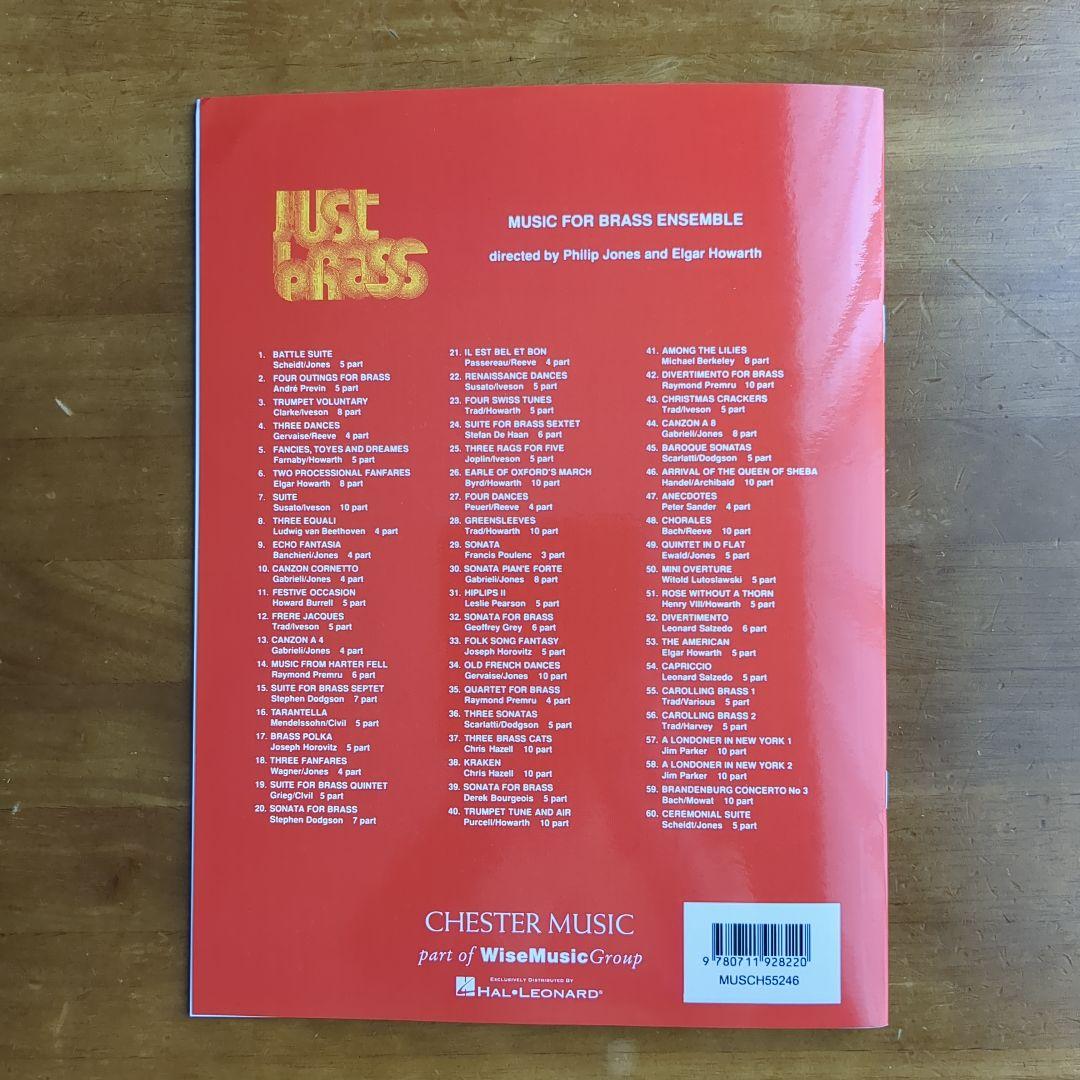 Just
brass
MUSIC FOR BRASS ENSEMBLE
directed by Philip Jones and Elgar Howarth
1. BATTLE SUITE
Scheidt/Jones 5 part
2. FOUR OUTINGS FOR BRASS
André Previn 5 part
3. TRUMPET VOLUNTARY
Clarke/Iveson 8 part
4. THREE DANCES
Gervaise/Reeve 4 part
5. FANCIES, TOYES AND DREAMES
Farnaby/Howarth 5 part
6. TWO PROCESSIONAL FANFARES
Elgar Howarth 8 part
7. SUITE
Susato/Iveson 10 part
8. THREE EQUALI
Ludwig van Beethoven 4 part
9. ECHO FANTASIA
Banchieri/Jones 4 part
10. CANZON CORNETTO
Gabrieli/Jones 4 part
11. FESTIVE OCCASION
Howard Burrell 5 part
12. FRERE JACQUES
Trad/Iveson 5 part
13. CANZON A 4
Gabrieli/Jones 4 part
14. MUSIC FROM HARTER FELL
Raymond Premru 6 part
15. SUITE FOR BRASS SEPTET
Stephen Dodgson 7 part
16. TARANTELLA
Mendelssohn/Civil 5 part
17. BRASS POLKA
Joseph Horovitz 5 part
18. THREE FANFARES
Wagner/Jones 4 part
19. SUITE FOR BRASS QUINTET
Grieg/Civil 5 part
20. SONATA FOR BRASS
Stephen Dodgson 7 part
21. IL EST BEL ET BON
Passereau/Reeve 4 part
22. RENAISSANCE DANCES
Susato/Iveson 5 part
23. FOUR SWISS TUNES
Trad/Howarth 5 part
24. SUITE FOR BRASS SEXTET
Stefan De Haan 6 part
25. THREE RAGS FOR FIVE
Joplin/Iveson 5 part
26. EARLE OF OXFORD'S MARCH
Byrd/Howarth 10 part
27. FOUR DANCES
Peuerl/Reeve 4 part
28. GREENSLEEVES
Trad/Howarth 10 part
29. SONATA
Francis Poulenc 3 part
30. SONATA PIAN'E FORTE
Gabrieli/Jones 8 part
31. HIPLIPS II
Leslie Pearson 5 part
32. SONATA FOR BRASS
Geoffrey Grey 6 part
33. FOLK SONG FANTASY
Joseph Horovitz 5 part
34. OLD FRENCH DANCES
Gervaise/Jones 10 part
35. QUARTET FOR BRASS
Raymond Premru 4 part
36. THREE SONATAS
Scarlatti/Dodgson 5 part
37. THREE BRASS CATS
Chris Hazell 10 part
38. KRAKEN
Chris Hazell 10 part
39. SONATA FOR BRASS
Derek Bourgeois 5 part
40. TRUMPET TUNE AND AIR
Purcell/Howarth 10 part
41. AMONG THE LILIES
Michael Berkeley 8 part
42. DIVERTIMENTO FOR BRASS
Raymond Premru 10 part
43. CHRISTMAS CRACKERS
Trad/Iveson 5 part
44. CANZON A 8
Gabrieli/Jones 8 part
45. BAROQUE SONATAS
Scarlatti/Dodgson 5 part
46. ARRIVAL OF THE QUEEN OF SHEBA
Handel/Archibald 10 part
47. ANECDOTES
Peter Sander 4 part
48. CHORALES
Bach/Reeve 10 part
49. QUINTET IN D FLAT
Ewald/Jones 5 part
50. MINI OVERTURE
Witold Lutoslawski 5 part
51. ROSE WITHOUT A THORN
Henry VIII/Howarth 5 part
52. DIVERTIMENTO
Leonard Salzedo 6 part
53. THE AMERICAN
Elgar Howarth 5 part
54. CAPRICCIO
Leonard Salzedo 5 part
55. CAROLLING BRASS 1
Trad/Various 5 part
56. CAROLLING BRASS 2
Trad/Harvey 5 part
57. A LONDONER IN NEW YORK 1
Jim Parker 10 part
58. A LONDONER IN NEW YORK 2
Jim Parker 10 part
59. BRANDENBURG CONCERTO No 3
Bach/Mowat 10 part
60. CEREMONIAL SUITE
Scheidt/Jones 5 part
CHESTER MUSIC
part of WiseMusicGroup
EXCLUSIVELY DISTRIBUTED BY
HAL•LEONARD®
9 780711 928220
MUSCH55246